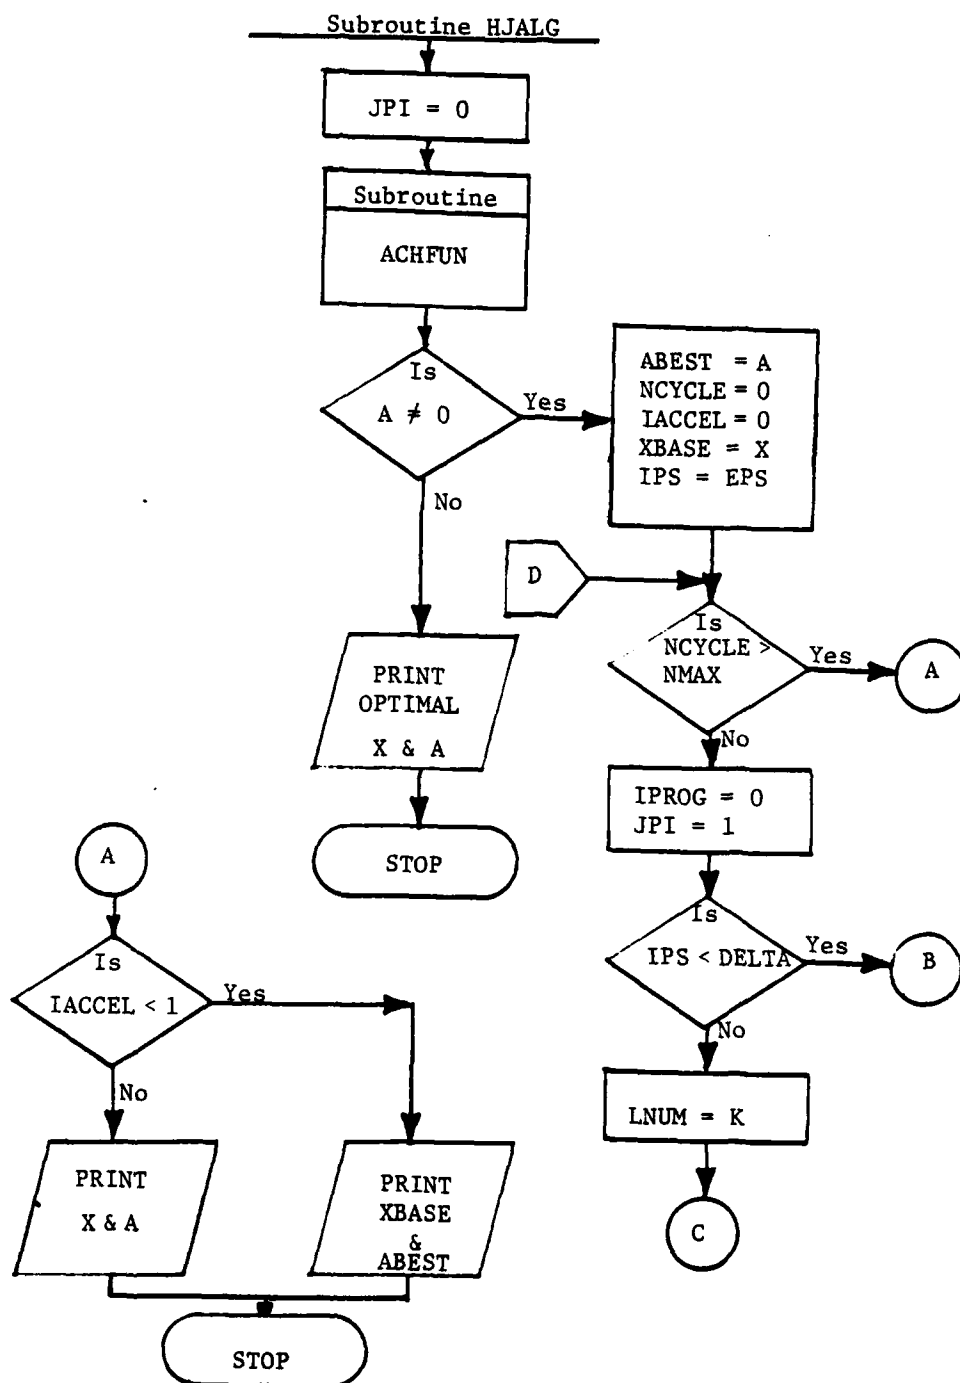 Subroutine HJALG
JPI = 0
Subroutine
ACHFUN
Is
A ≠ 0
Yes
No
ABEST = A
NCYCLE = 0
IACCEL = 0
XBASE = X
IPS = EPS
D
Is
NCYCLE >
NMAX
Yes
A
No
PRINT
OPTIMAL
X & A
STOP
IPROG = 0
JPI = 1
Is
IPS < DELTA
Yes
B
No
LNUM = K
C
A
Is
IACCEL < 1
Yes
No
PRINT
X & A
PRINT
XBASE
&
ABEST
STOP